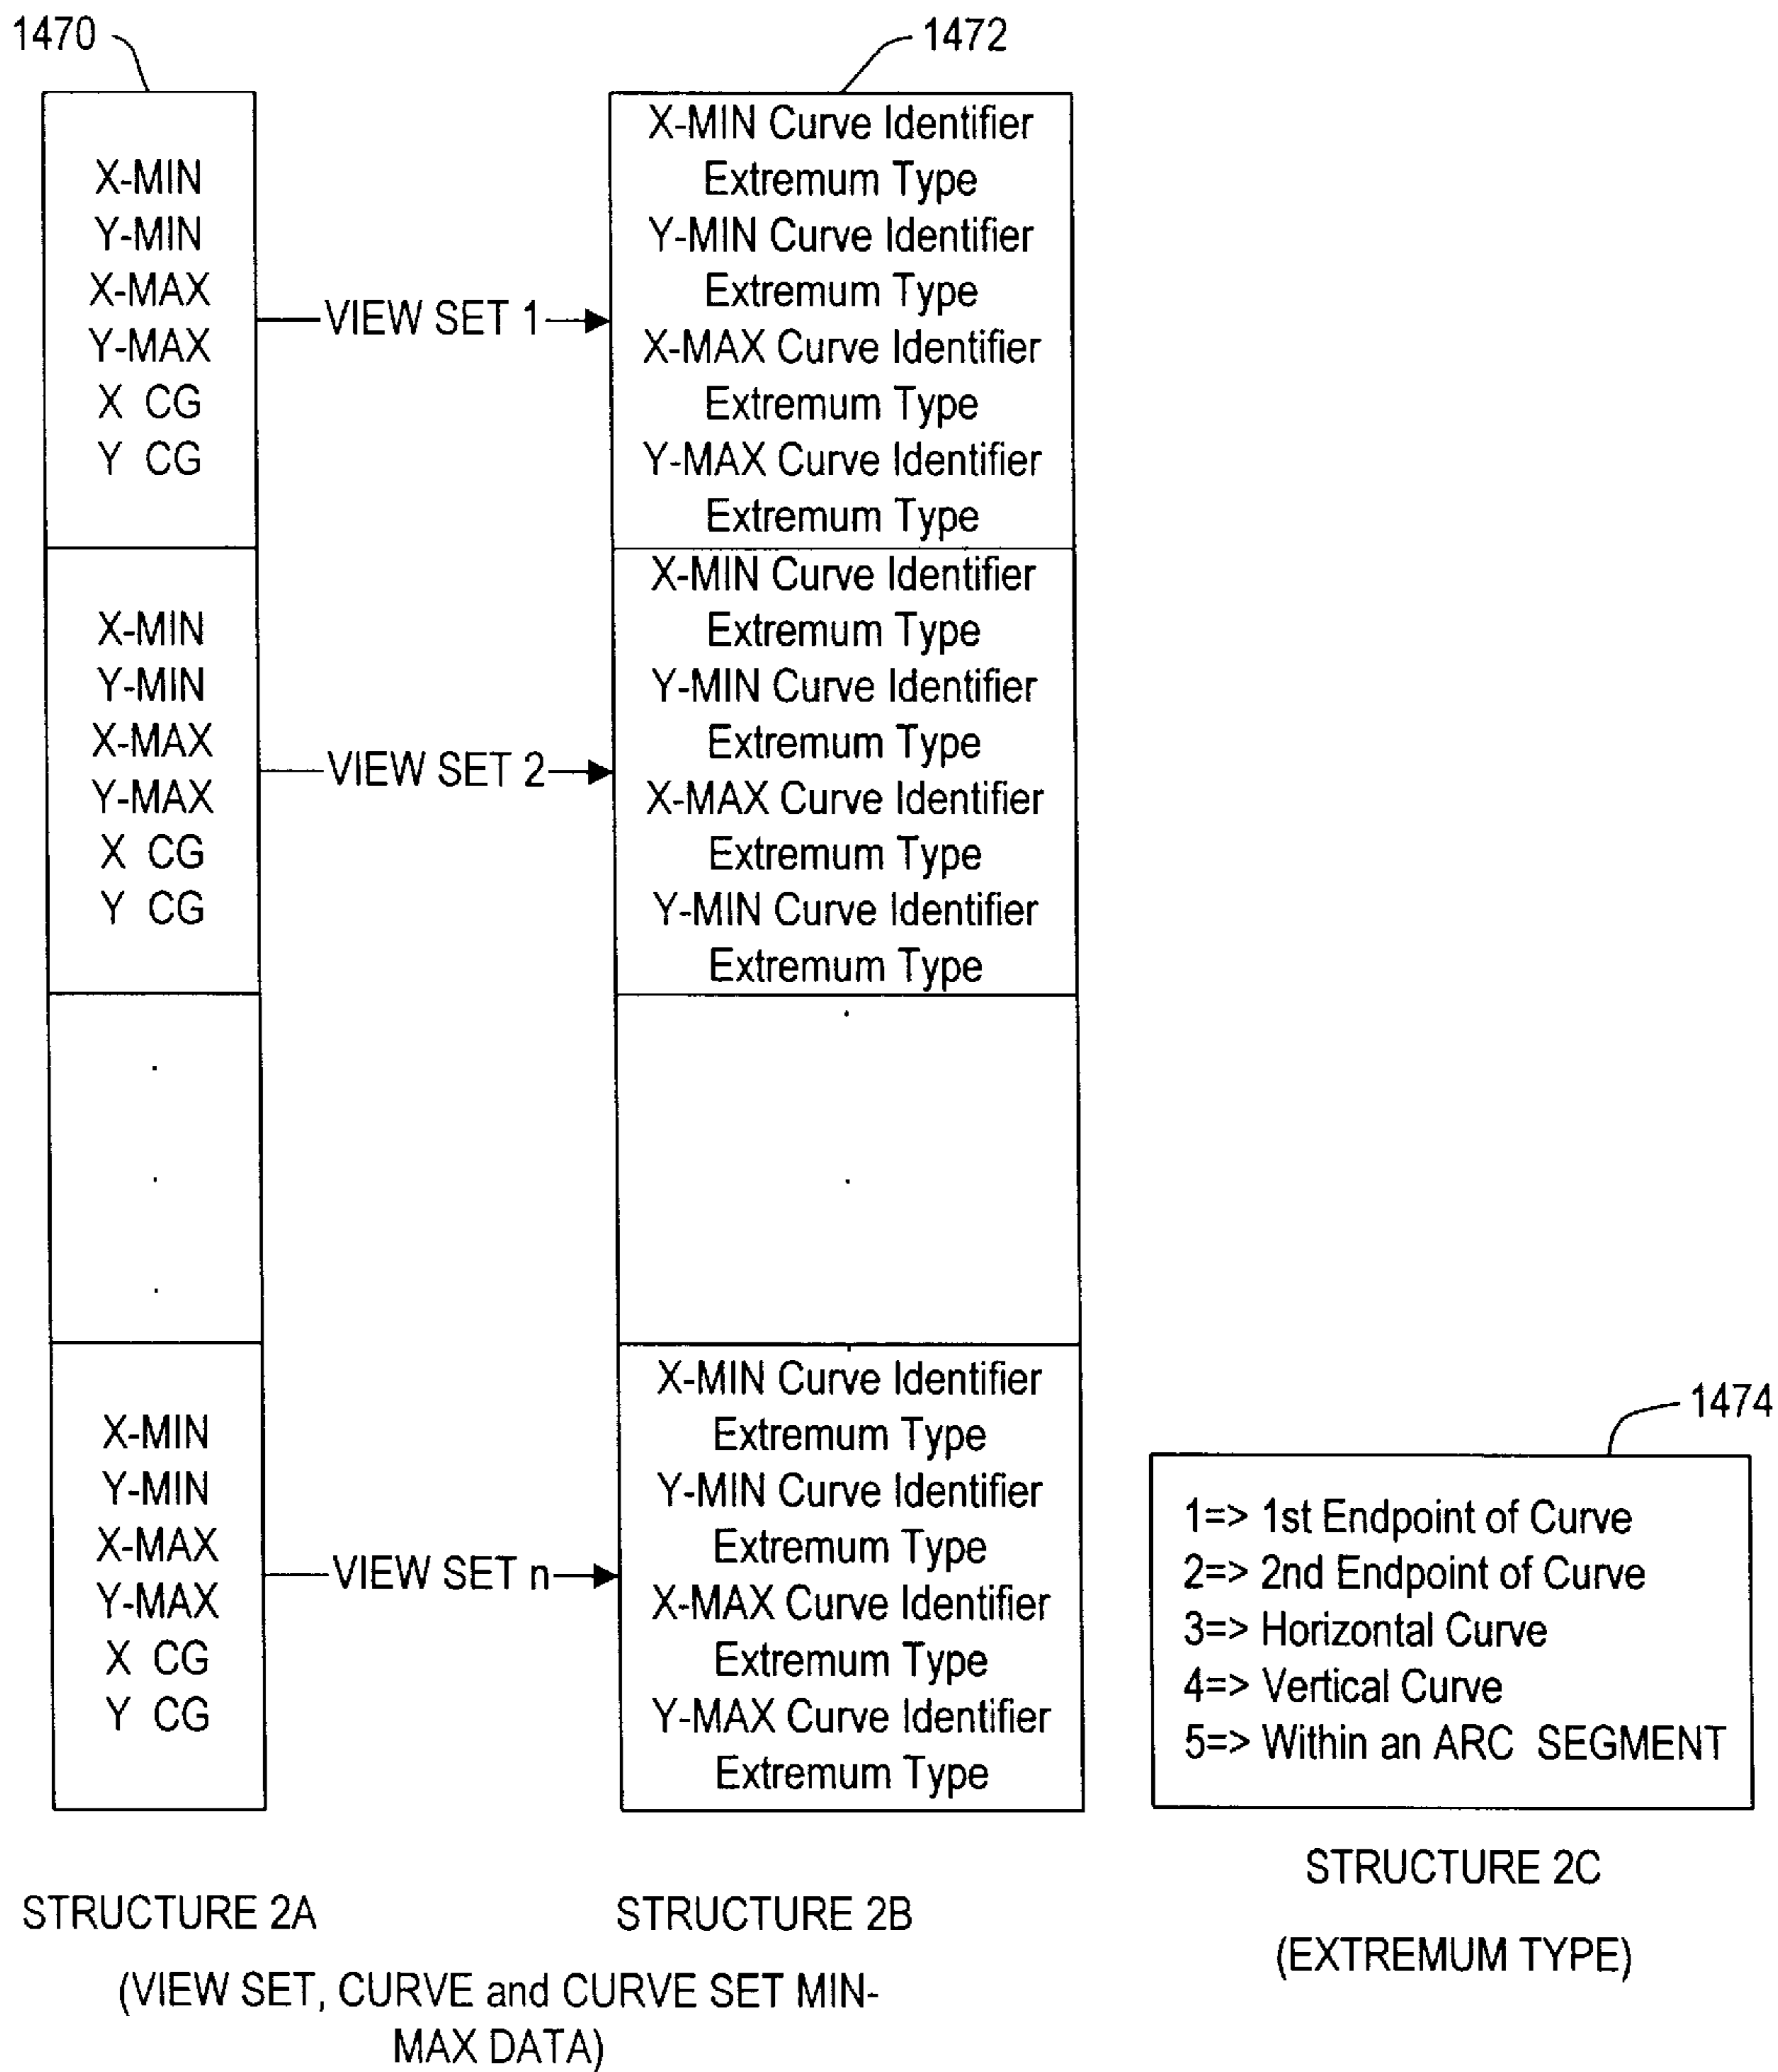 1470
1472
X-MIN
Y-MIN
X-MAX
Y-MAX
X CG
Y CG
VIEW SET 1
X-MIN Curve Identifier
Extremum Type
Y-MIN Curve Identifier
Extremum Type
X-MAX Curve Identifier
Extremum Type
Y-MAX Curve Identifier
Extremum Type
X-MIN
Y-MIN
X-MAX
Y-MAX
X CG
Y CG
VIEW SET 2
X-MIN Curve Identifier
Extremum Type
Y-MIN Curve Identifier
Extremum Type
X-MAX Curve Identifier
Extremum Type
Y-MIN Curve Identifier
Extremum Type
.
.
.
.
.
X-MIN
Y-MIN
X-MAX
Y-MAX
X CG
Y CG
VIEW SET n
X-MIN Curve Identifier
Extremum Type
Y-MIN Curve Identifier
Extremum Type
X-MAX Curve Identifier
Extremum Type
Y-MAX Curve Identifier
Extremum Type
1474
1=> 1st Endpoint of Curve
2=> 2nd Endpoint of Curve
3=> Horizontal Curve
4=> Vertical Curve
5=> Within an ARC SEGMENT
STRUCTURE 2A
STRUCTURE 2B
(VIEW SET, CURVE and CURVE SET MIN-
MAX DATA)
STRUCTURE 2C
(EXTREMUM TYPE)